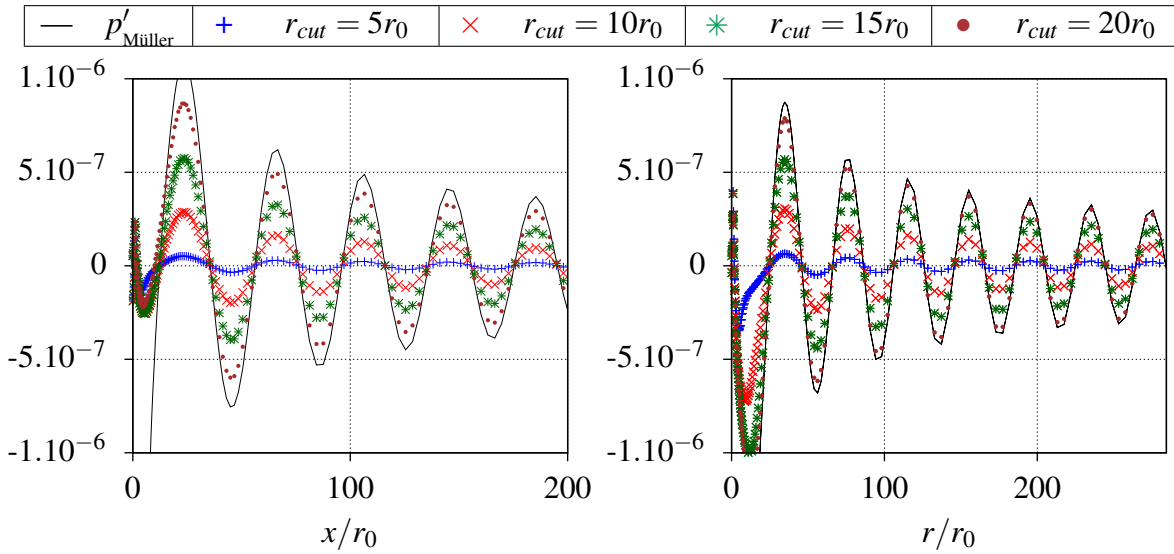 p′Müller r_cut = 5r_0 r_cut = 10r_0 r_cut = 15r_0 r_cut = 20r_0
1.10^-6
5.10^-7
0
-5.10^-7
-1.10^-6
0 100 200
x/r_0
1.10^-6
5.10^-7
0
-5.10^-7
-1.10^-6
0 100 200
r/r_0